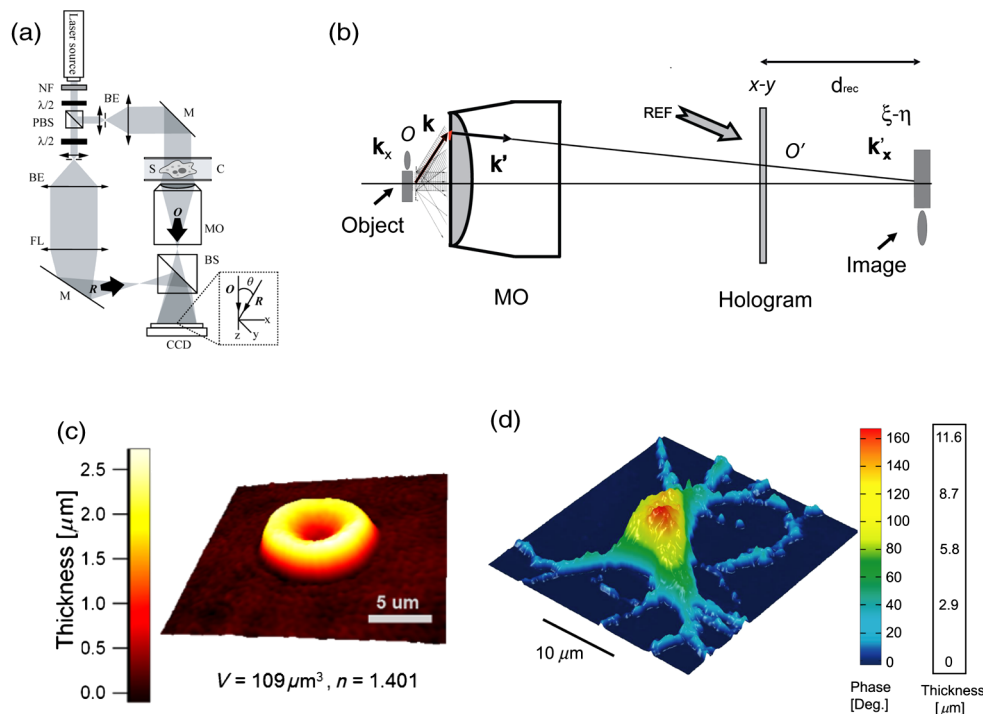 (a)
Laser source
NF
λ/2
BE
PBS
M
λ/2
S
C
BE
O
MO
FL
BS
M
R
O
θ
R
x
z
y
CCD
(b)
x-y
d_rec
ξ-η
REF
k_x
O
k
k'
O'
k'_x
Object
Image
MO
Hologram
(c)
Thickness [μm]
2.5
2.0
1.5
1.0
0.5
0.0
5 um
V = 109 μm³, n = 1.401
(d)
10 μm
160
140
120
100
80
60
40
20
0
Phase
[Deg.]
11.6
8.7
5.8
2.9
0
Thickness
[μm]